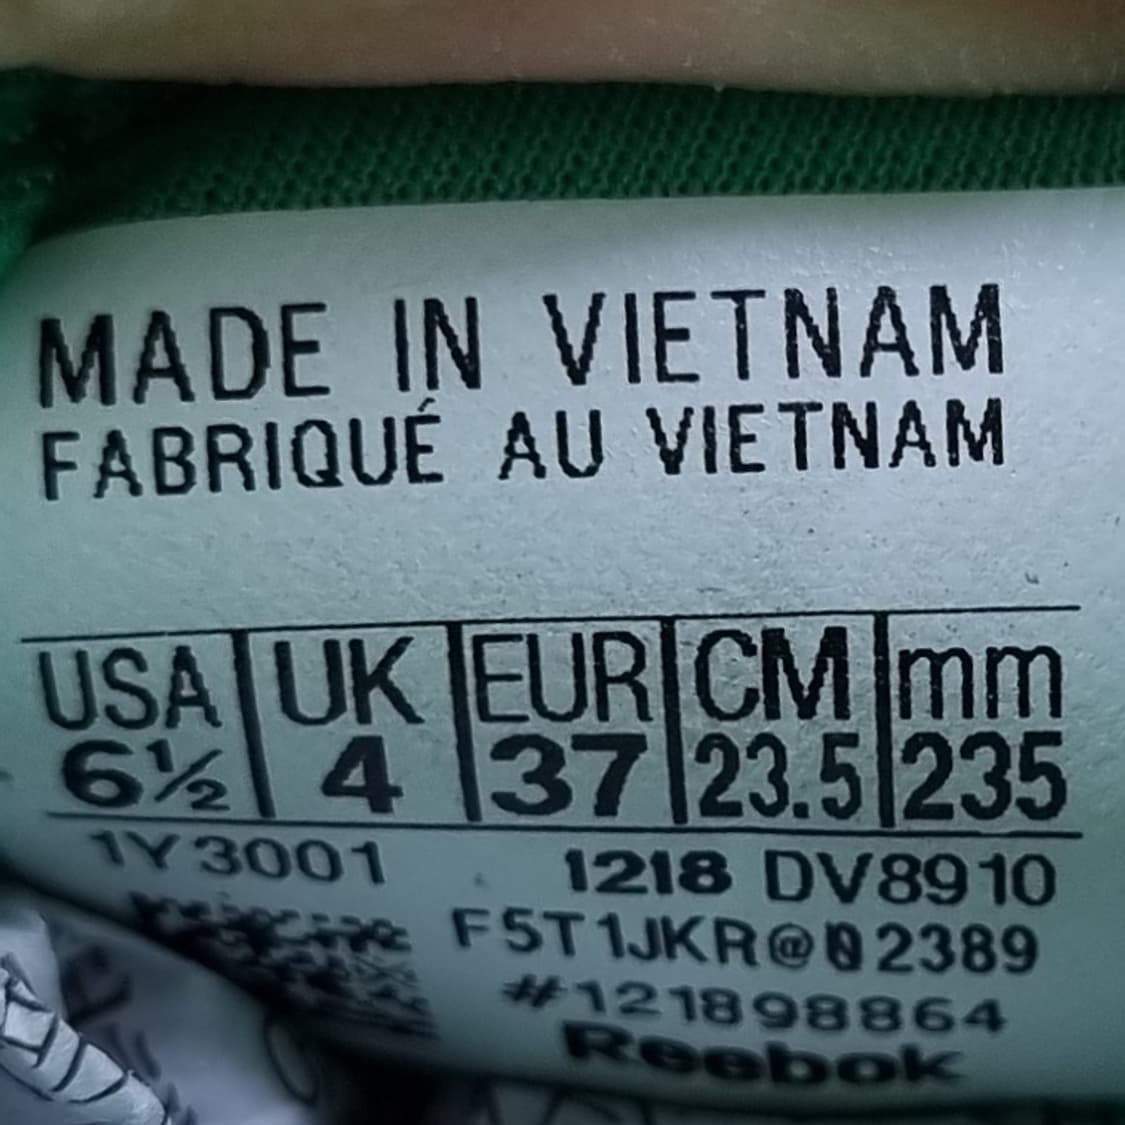 MADE IN VIETNAM
FABRIQUÉ AU VIETNAM
USA UK EUR CM mm
6½ 4 37 23.5 235
1Y3001 1218 DV8910
F5T1JKR@02389
#121898864
Reebok